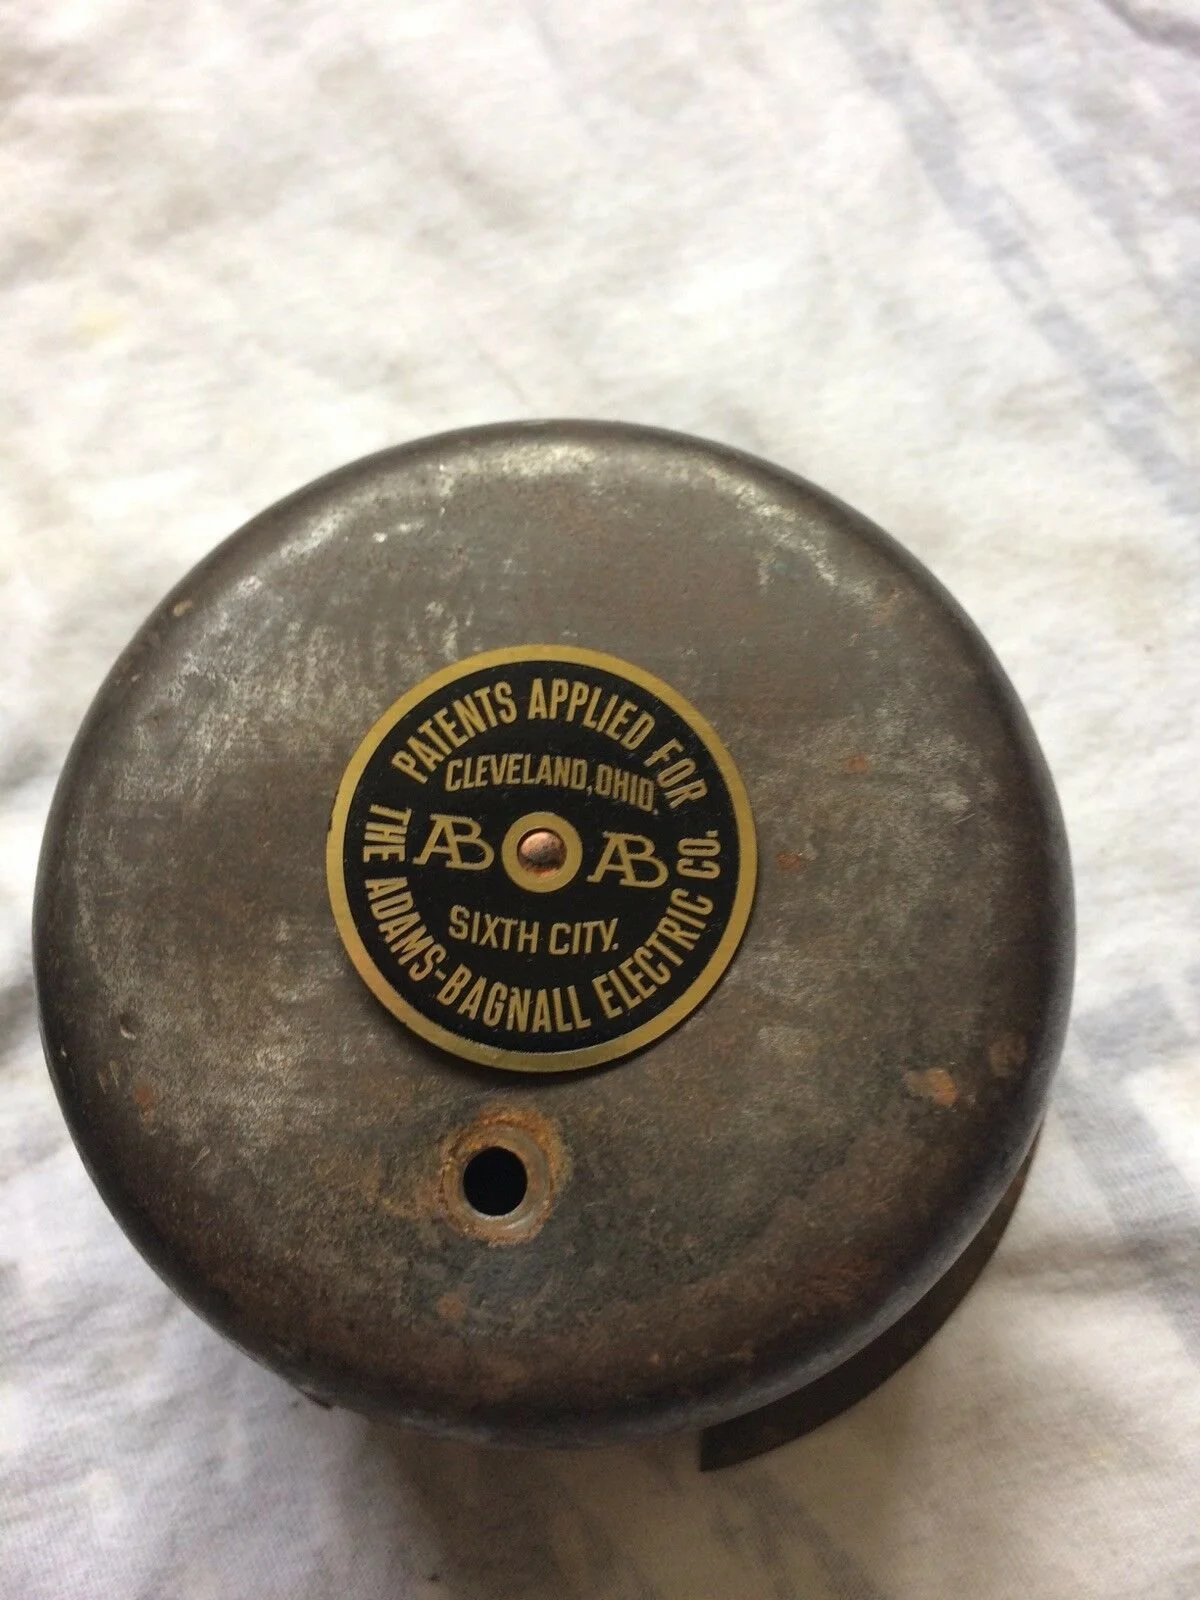 PATENTS APPLIED FOR
CLEVELAND, OHIO.
AB AB
SIXTH CITY.
THE ADAMS-BAGNALL ELECTRIC CO.